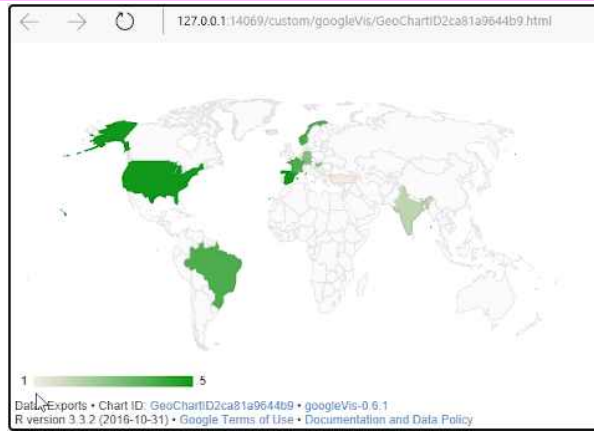 127.0.0.1:14069/custom/googleVis/GeoChartID2ca81a9644b9.html
1 5
Data: Exports • Chart ID: GeoChartID2ca81a9644b9 • googleVis-0.6.1
R version 3.3.2 (2016-10-31) • Google Terms of Use • Documentation and Data Policy